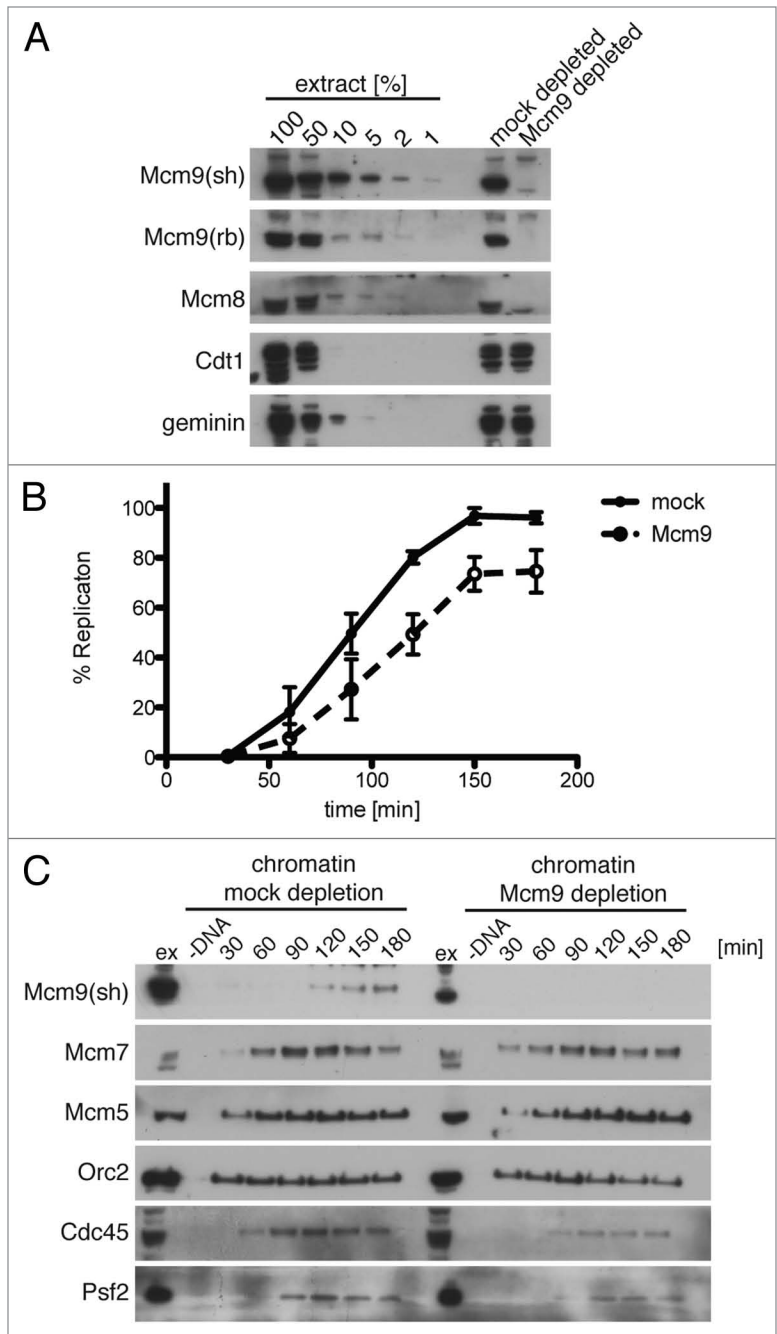 A
extract [%]
100 50 10 5 2 1 mock depleted Mcm9 depleted
Mcm9(sh)
Mcm9(rb)
Mcm8
Cdt1
geminin
B
% Replicaton
100
80
60
40
20
0
0 50 100 150 200
time [min]
mock
Mcm9
C
chromatin chromatin
mock depletion Mcm9 depletion
ex -DNA 30 60 90 120 150 180 ex -DNA 30 60 90 120 150 180 [min]
Mcm9(sh)
Mcm7
Mcm5
Orc2
Cdc45
Psf2